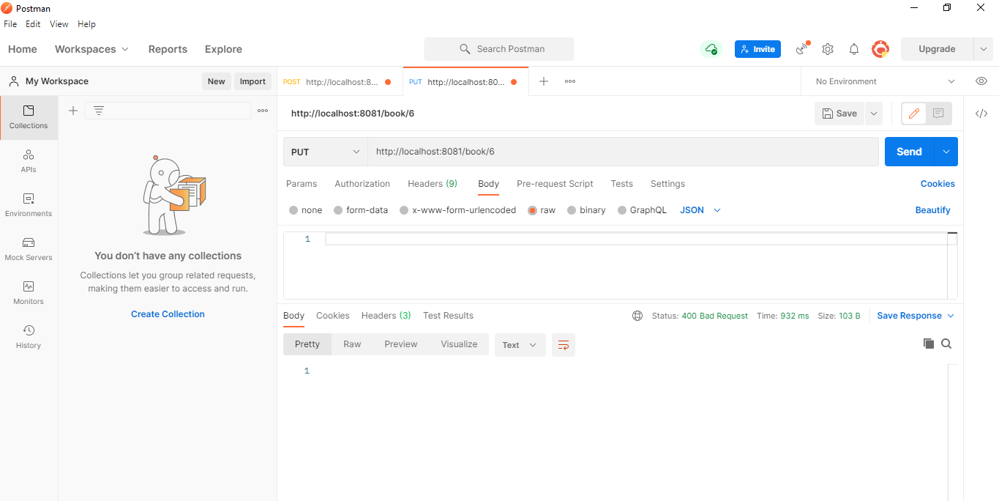 Postman
File Edit View Help
Home Workspaces Reports Explore Search Postman Invite Upgrade
My Workspace New Import POST http://localhost:8... PUT http://localhost:80... No Environment
Collections
APIs
Environments
Mock Servers
Monitors
History
You don't have any collections
Collections let you group related requests,
making them easier to access and run.
Create Collection
http://localhost:8081/book/6 Save
PUT http://localhost:8081/book/6 Send
Params Authorization Headers (9) Body Pre-request Script Tests Settings Cookies
none form-data x-www-form-urlencoded raw binary GraphQL JSON Beautify
1
Body Cookies Headers (3) Test Results Status: 400 Bad Request Time: 932 ms Size: 103 B Save Response
Pretty Raw Preview Visualize Text
1